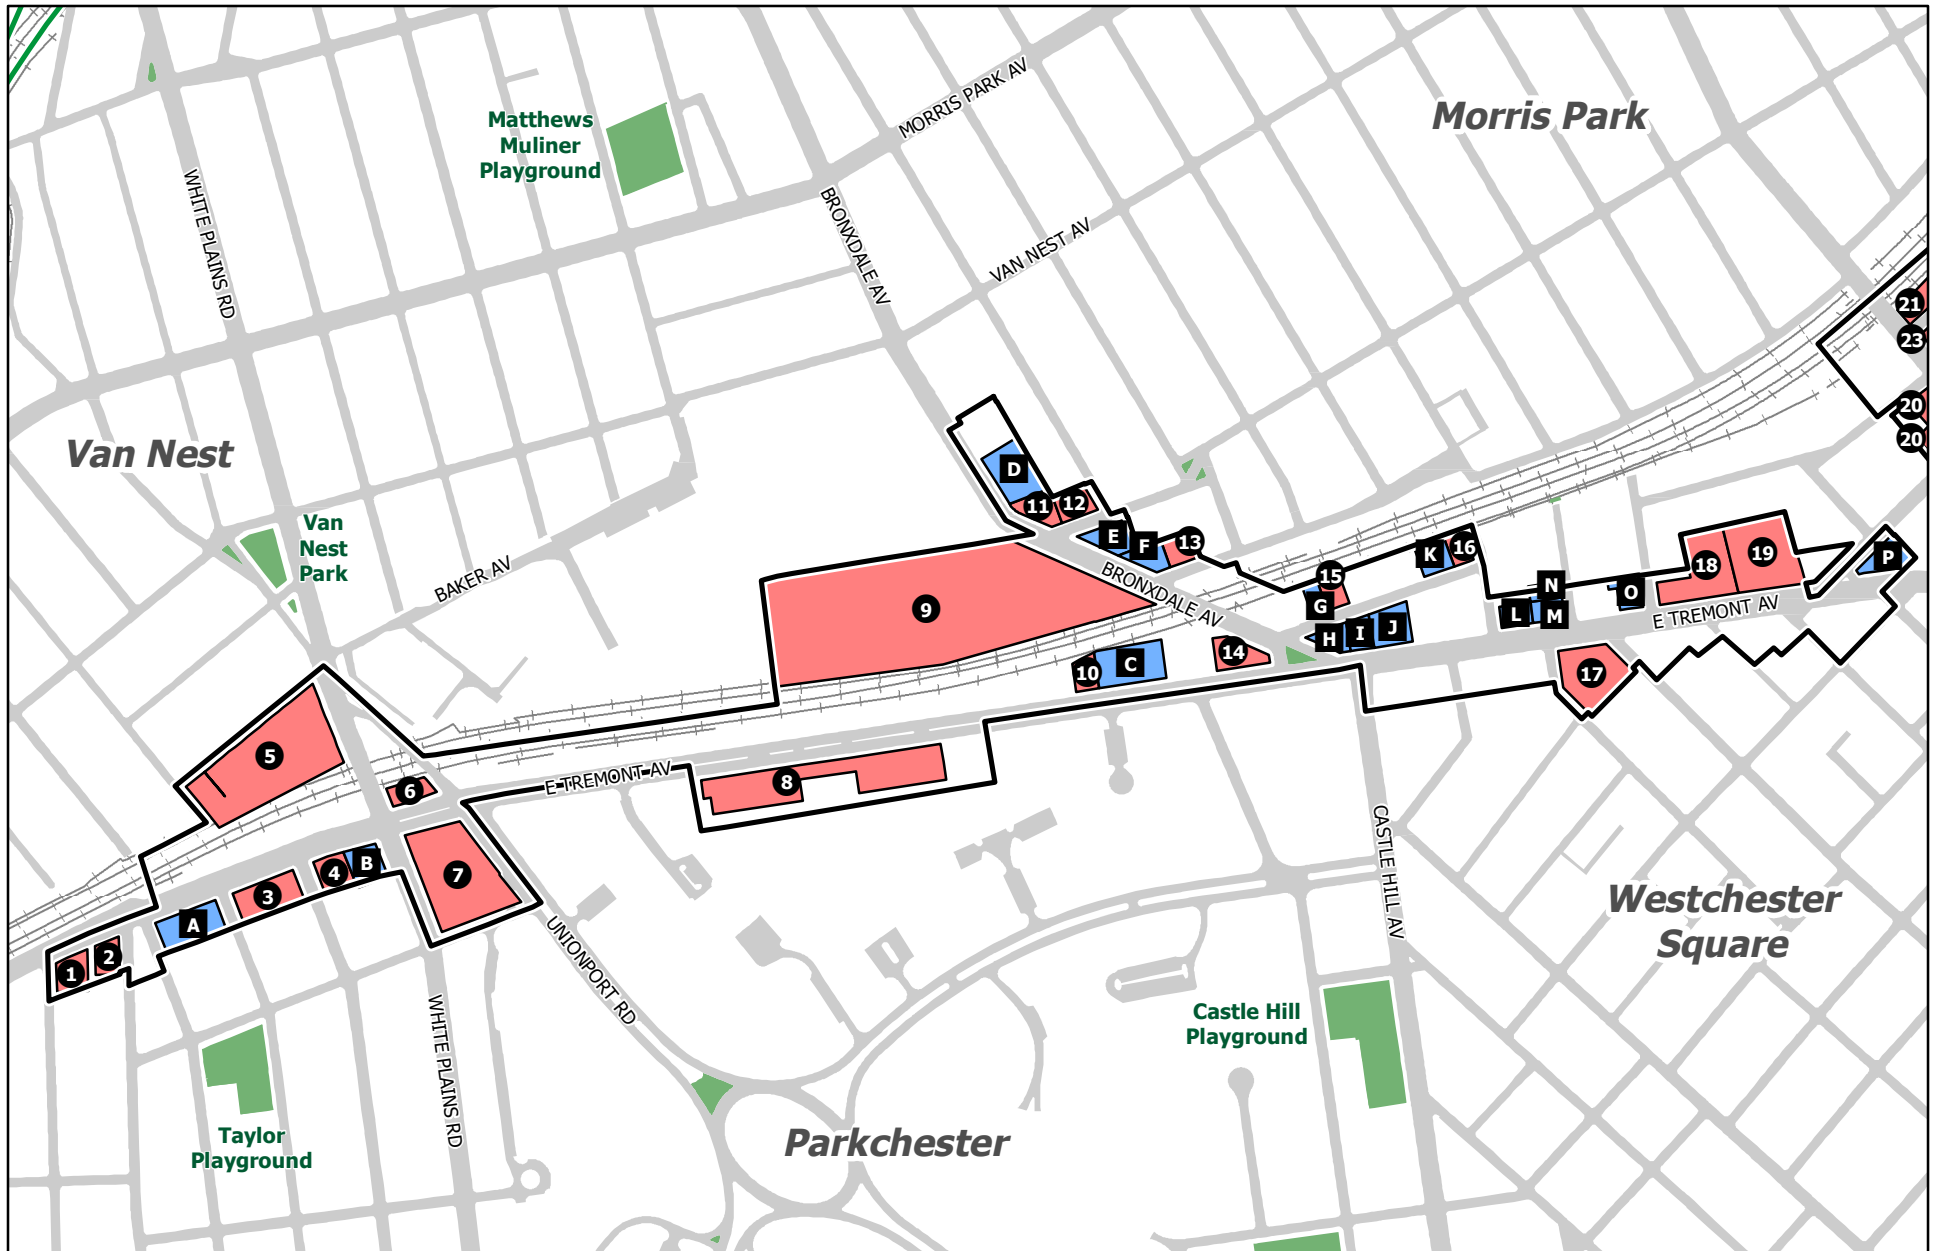 MORRIS PARK AV
Morris Park
Matthews
Muliner
Playground
WHITE PLAINS RD
BRONXDALE AV
VAN NEST AV
21
23
20
20
Van Nest
D
11
12
Van
Nest
Park
E
F
13
K
16
18
19
P
BAKER AV
BRONXDALE AV
15
G
N
O
9
L
M
E TREMONT AV
H
I
J
14
10
C
17
5
6
E TREMONT AV
8
4
B
7
3
A
CASTLE HILL AV
1
2
UNIONPORT RD
Westchester
Square
WHITE PLAINS RD
Castle Hill
Playground
Taylor
Playground
Parkchester